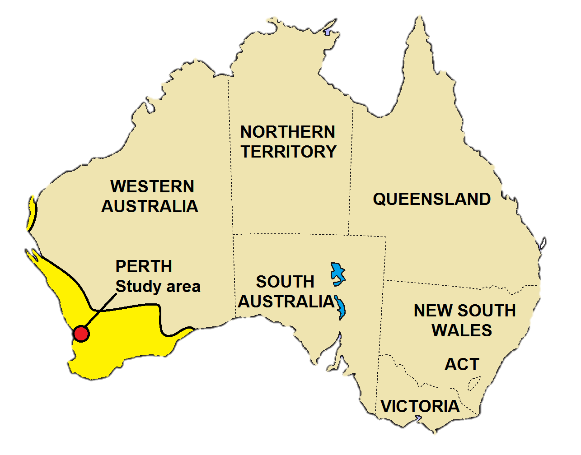 NORTHERN
TERRITORY
WESTERN
AUSTRALIA
QUEENSLAND
PERTH
Study area
SOUTH
AUSTRALIA
NEW SOUTH
WALES
ACT
VICTORIA